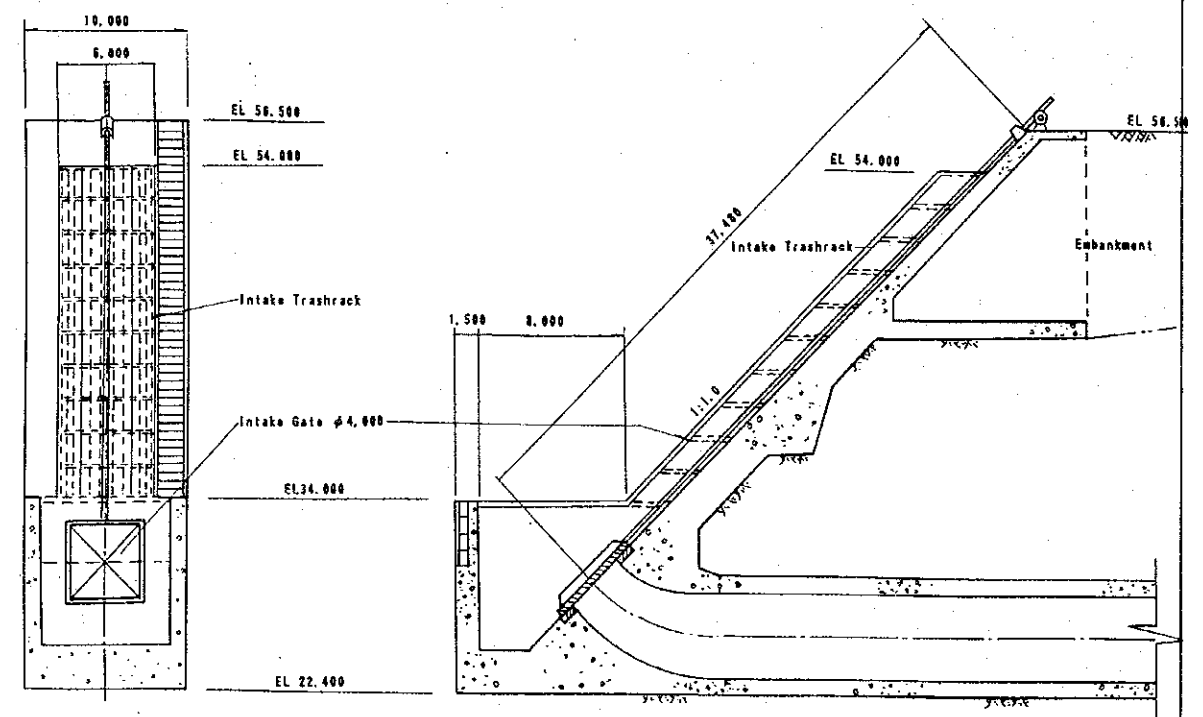 10,000
6,800
EL 56.500
EL 54.000
Intake Trashrack
Intake Gate φ4,000
EL34.000
EL 22.400
37,480
EL 56.50
EL 54.000
Intake Trashrack
Embankment
1,500
8,000
1:1.0